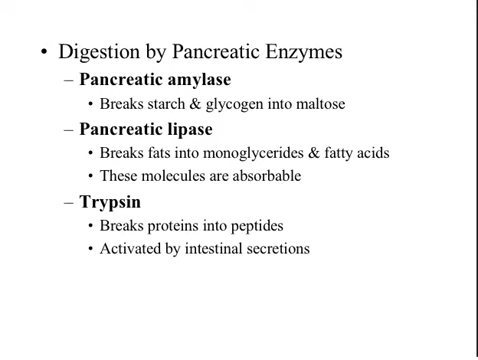 • Digestion by Pancreatic Enzymes
– Pancreatic amylase
• Breaks starch & glycogen into maltose
– Pancreatic lipase
• Breaks fats into monoglycerides & fatty acids
• These molecules are absorbable
– Trypsin
• Breaks proteins into peptides
• Activated by intestinal secretions